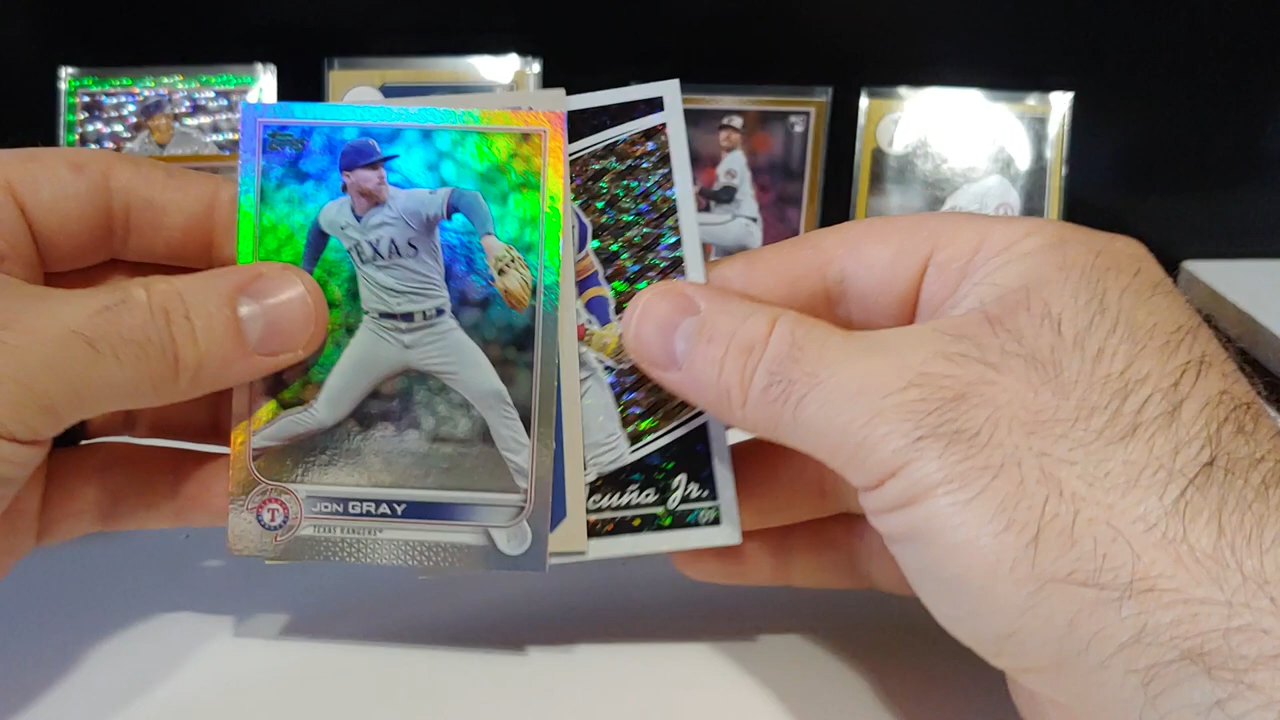 Topps
TEXAS
T
JON GRAY
TEXAS RANGERS
cuña Jr.